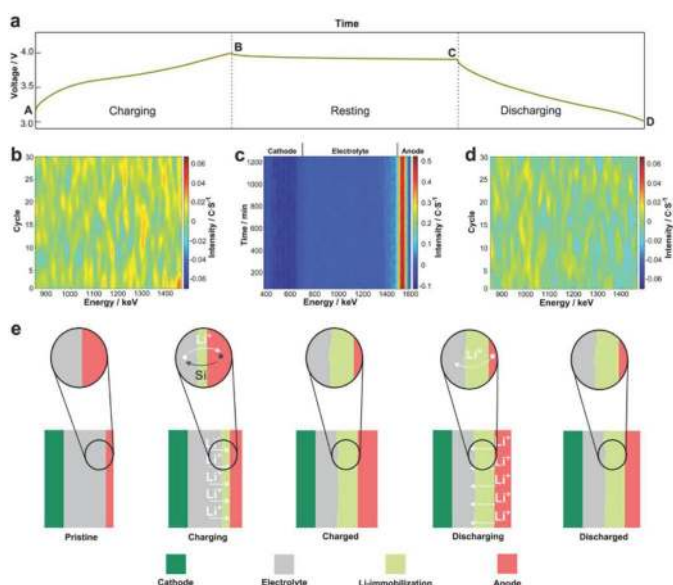 a
Time
Voltage / V
4.0
3.0
A
B
C
D
Charging
Resting
Discharging
b
Cycle
30
25
20
15
10
5
0
900 1000 1100 1200 1300 1400
Energy / keV
0.06
0.04
0.02
0
-0.02
-0.04
-0.06
Intensity / C·S⁻¹
c
Cathode Electrolyte Anode
Time / min
1200
1000
800
600
400
200
400 600 800 1000 1200 1400 1600
Energy / keV
0.5
0.4
0.3
0.2
0.1
0
-0.1
Intensity / C·S⁻¹
d
Cycle
30
25
20
15
10
5
0
900 1000 1100 1200 1300 1400
Energy / keV
0.06
0.04
0.02
0
-0.02
-0.04
-0.06
Intensity / C·S⁻¹
e
Li⁺
Si
Li⁺
Li⁺
Li⁺
Li⁺
Li⁺
Li⁺
Li⁺
Li⁺
Li⁺
Li⁺
Li⁺
Pristine
Charging
Charged
Discharging
Discharged
Cathode
Electrolyte
Li-immobilization
Anode